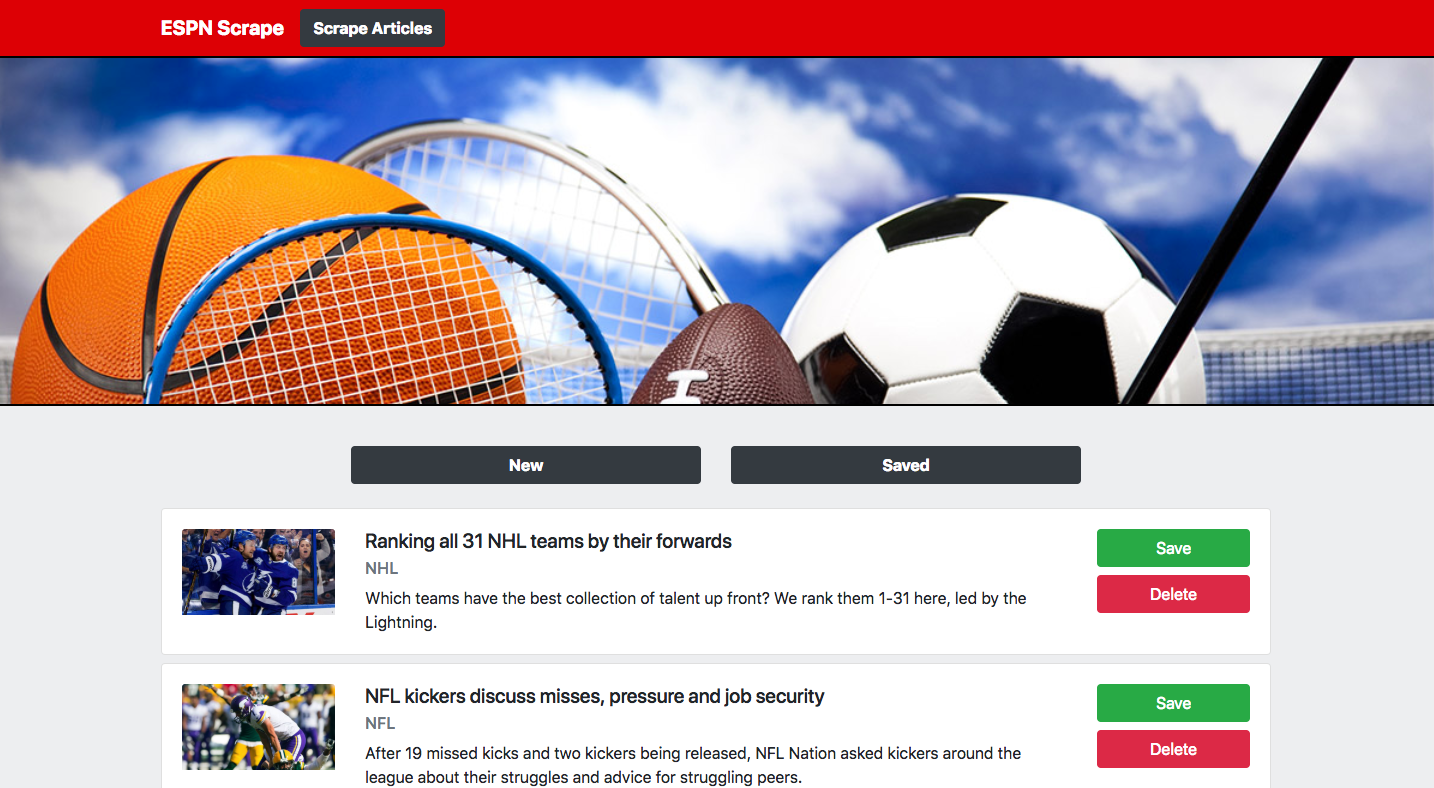 ESPN Scrape
Scrape Articles
New
Saved
Ranking all 31 NHL teams by their forwards
NHL
Which teams have the best collection of talent up front? We rank them 1-31 here, led by the
Lightning.
Save
Delete
NFL kickers discuss misses, pressure and job security
NFL
After 19 missed kicks and two kickers being released, NFL Nation asked kickers around the
league about their struggles and advice for struggling peers.
Save
Delete